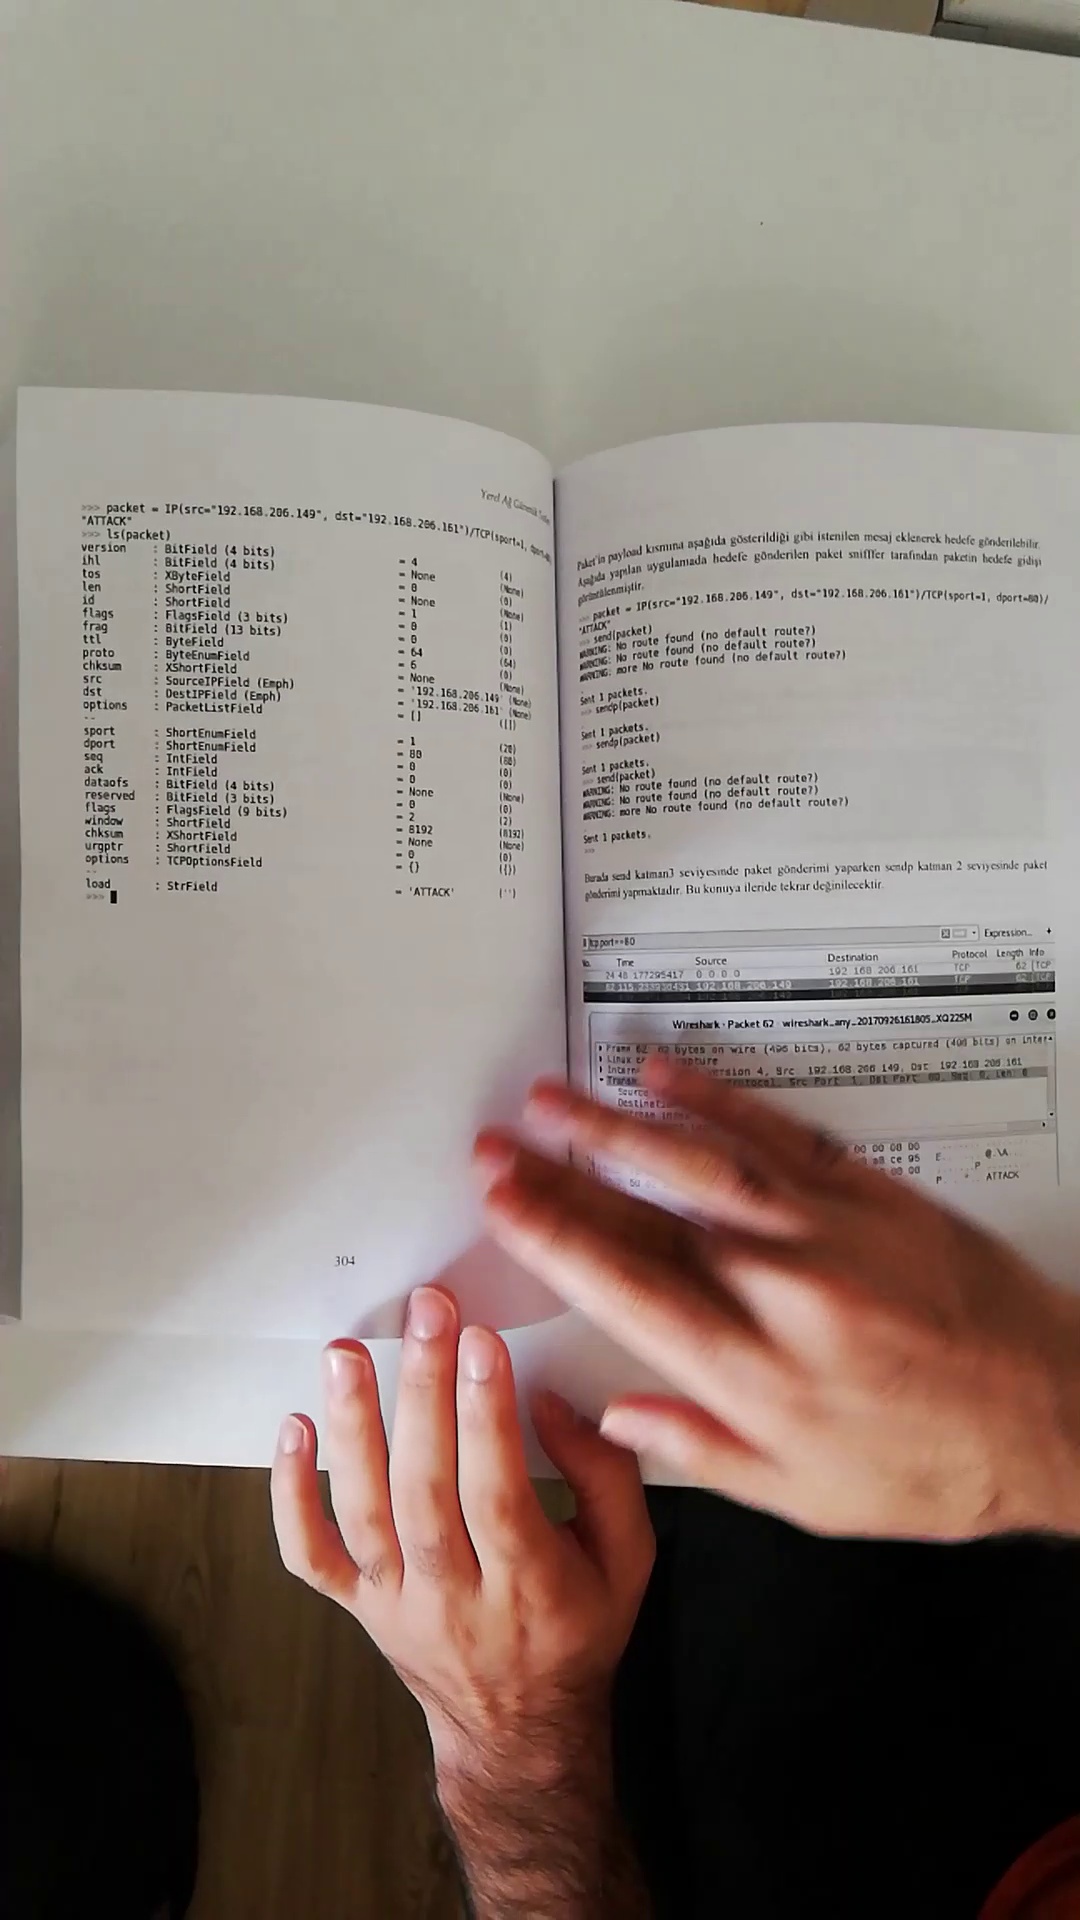 Yerel Ağ Güvenlik
>>> packet = IP(src="192.168.206.149", dst="192.168.206.161")/TCP(sport=1, dport=80)/
"ATTACK"
>>> ls(packet)
version : BitField (4 bits) = 4 (4)
ihl : BitField (4 bits) = None (None)
tos : XByteField = 0 (0)
len : ShortField = None (None)
id : ShortField = 1 (1)
flags : FlagsField (3 bits) = 0 (0)
frag : BitField (13 bits) = 0 (0)
ttl : ByteField = 64 (64)
proto : ByteEnumField = 6 (0)
chksum : XShortField = None (None)
src : SourceIPField (Emph) = '192.168.206.149' (None)
dst : DestIPField (Emph) = '192.168.206.161' (None)
options : PacketListField = [] ([])
--
sport : ShortEnumField = 1 (20)
dport : ShortEnumField = 80 (80)
seq : IntField = 0 (0)
ack : IntField = 0 (0)
dataofs : BitField (4 bits) = None (None)
reserved : BitField (3 bits) = 0 (0)
flags : FlagsField (9 bits) = 2 (2)
window : ShortField = 8192 (8192)
chksum : XShortField = None (None)
urgptr : ShortField = 0 (0)
options : TCPOptionsField = {} ({})
--
load : StrField = 'ATTACK' ('')
>>>
304
Paket'in payload kısmına aşağıda gösterildiği gibi istenilen mesaj eklenerek hedefe gönderilebilir.
Aşağıda yapılan uygulamada hedefe gönderilen paket snifffer tarafından paketin hedefe gidişi
görüntülenmiştir.
packet = IP(src="192.168.206.149", dst="192.168.206.161")/TCP(sport=1, dport=80)/
"ATTACK"
>>> send(packet)
WARNING: No route found (no default route?)
WARNING: No route found (no default route?)
WARNING: more No route found (no default route?)
.
Sent 1 packets.
>>> sendp(packet)
.
Sent 1 packets.
>>> sendp(packet)
.
Sent 1 packets.
>>> send(packet)
WARNING: No route found (no default route?)
WARNING: No route found (no default route?)
WARNING: more No route found (no default route?)
.
Sent 1 packets.
>>>
Burada send katman3 seviyesinde paket gönderimi yaparken sendp katman 2 seviyesinde paket
gönderimi yapmaktadır. Bu konuya ileride tekrar değinilecektir.
tcp.port==80 Expression... +
No. Time Source Destination Protocol Length Info
24 48.177295417 0.0.0.0 192.168.206.161 TCP 62 [TCP
192.168.206.149 192.168.206.161 TCP 62 [TCP
Wireshark · Packet 62 · wireshark_any_20170926161805_XQ22SM
Frame 62: 62 bytes on wire (496 bits), 62 bytes captured (496 bits) on inter
Linux capture
Intern ersion 4, Src: 192.168.206.149, Dst: 192.168.206.161
Transm rotocol, Src Port: 1, Dst Port: 80, Seq: 0, Len: 6
Source
Destinat
00 00 00 00
a8 ce 95 E. @.\A
00 00 P
P. ATTACK